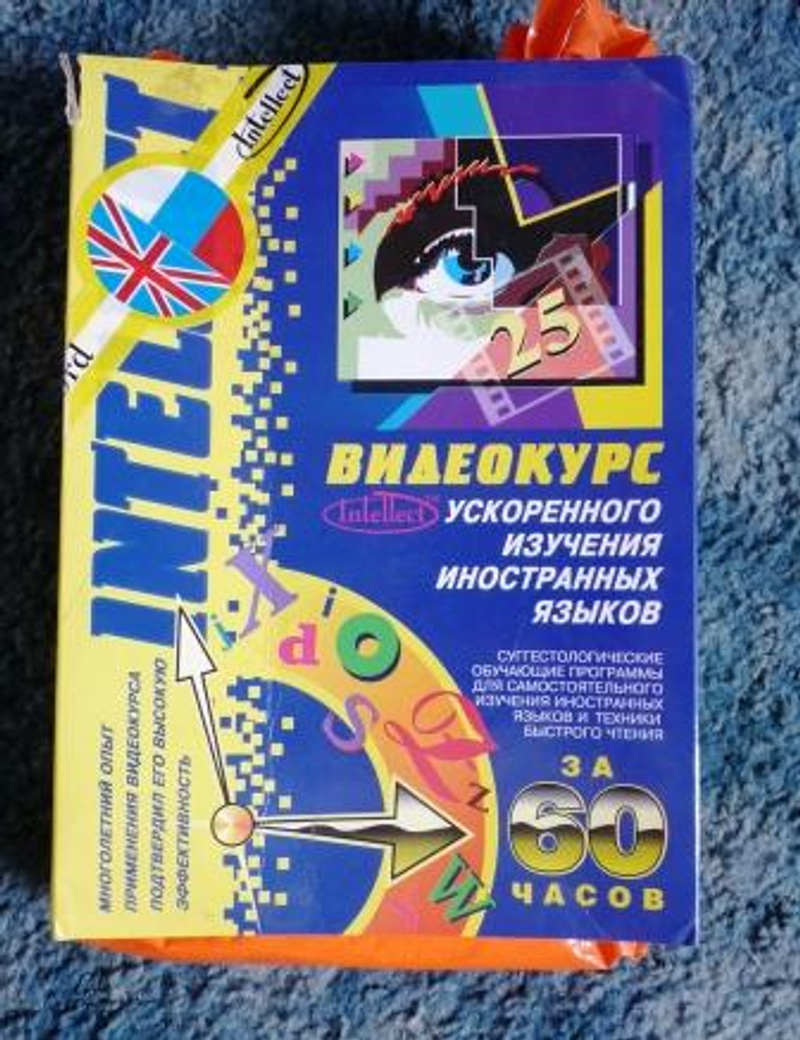 Intellect
25
ВИДЕОКУРС
Intellect УСКОРЕННОГО
ИЗУЧЕНИЯ
ИНОСТРАННЫХ
ЯЗЫКОВ
СУГГЕСТОЛОГИЧЕСКИЕ
ОБУЧАЮЩИЕ ПРОГРАММЫ
ДЛЯ САМОСТОЯТЕЛЬНОГО
ИЗУЧЕНИЯ ИНОСТРАННЫХ
ЯЗЫКОВ И ТЕХНИКИ
БЫСТРОГО ЧТЕНИЯ
ЗА
60
ЧАСОВ
МНОГОЛЕТНИЙ ОПЫТ
ПРИМЕНЕНИЯ ВИДЕОКУРСА
ПОДТВЕРДИЛ ЕГО ВЫСОКУЮ
ЭФФЕКТИВНОСТЬ